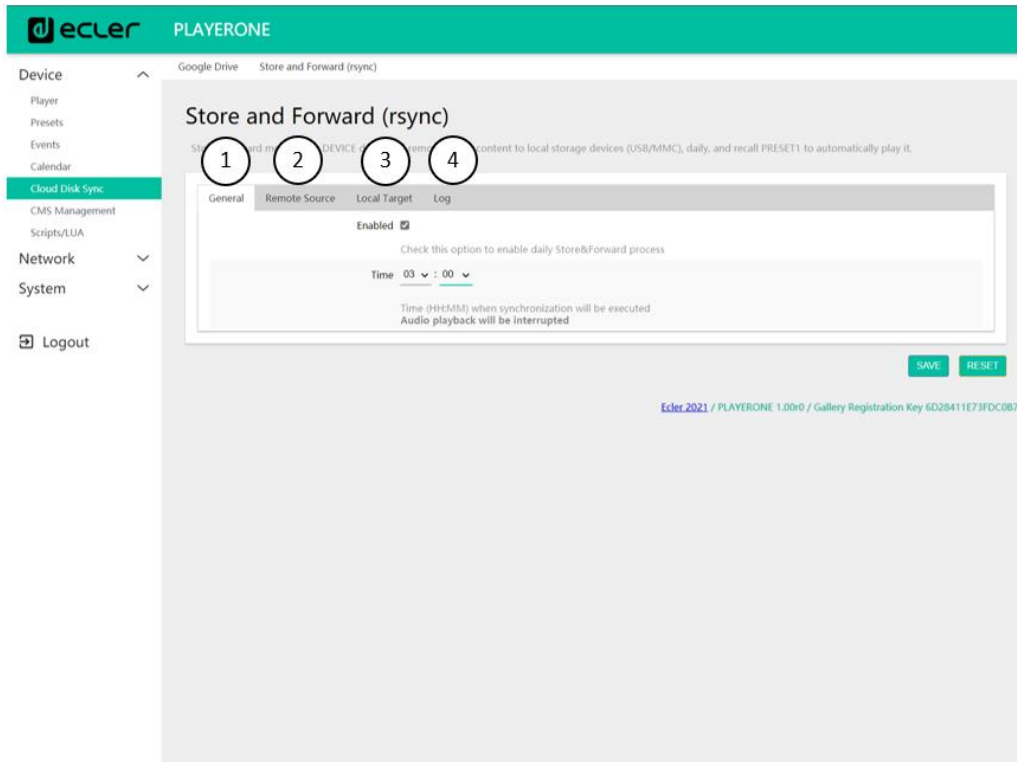 ecler PLAYERONE
Google Drive Store and Forward (rsync)
Device
Player
Presets
Events
Calendar
Cloud Disk Sync
CMS Management
Scripts/LUA
Network
System
Logout
Store and Forward (rsync)
1 2 3 4
DEVICE content to local storage devices (USB/MMC), daily, and recall PRESET1 to automatically play it.
General Remote Source Local Target Log
Enabled
Check this option to enable daily Store&Forward process
Time 03 : 00
Time (HH:MM) when synchronization will be executed
Audio playback will be interrupted
SAVE RESET
Ecler 2021 / PLAYERONE 1.00r0 / Gallery Registration Key 6D28411E73FDC0B7